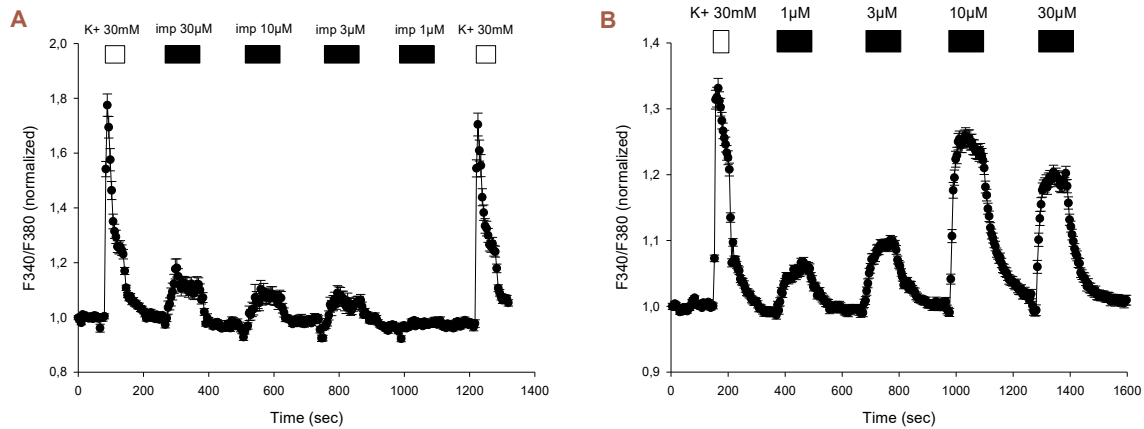 A
K+ 30mM imp 30µM imp 10µM imp 3µM imp 1µM K+ 30mM
2,0
1,8
1,6
1,4
1,2
1,0
0,8
F340/F380 (normalized)
0 200 400 600 800 1000 1200 1400
Time (sec)
B
K+ 30mM 1µM 3µM 10µM 30µM
1,4
1,3
1,2
1,1
1,0
0,9
F340/F380 (normalized)
0 200 400 600 800 1000 1200 1400 1600
Time (sec)